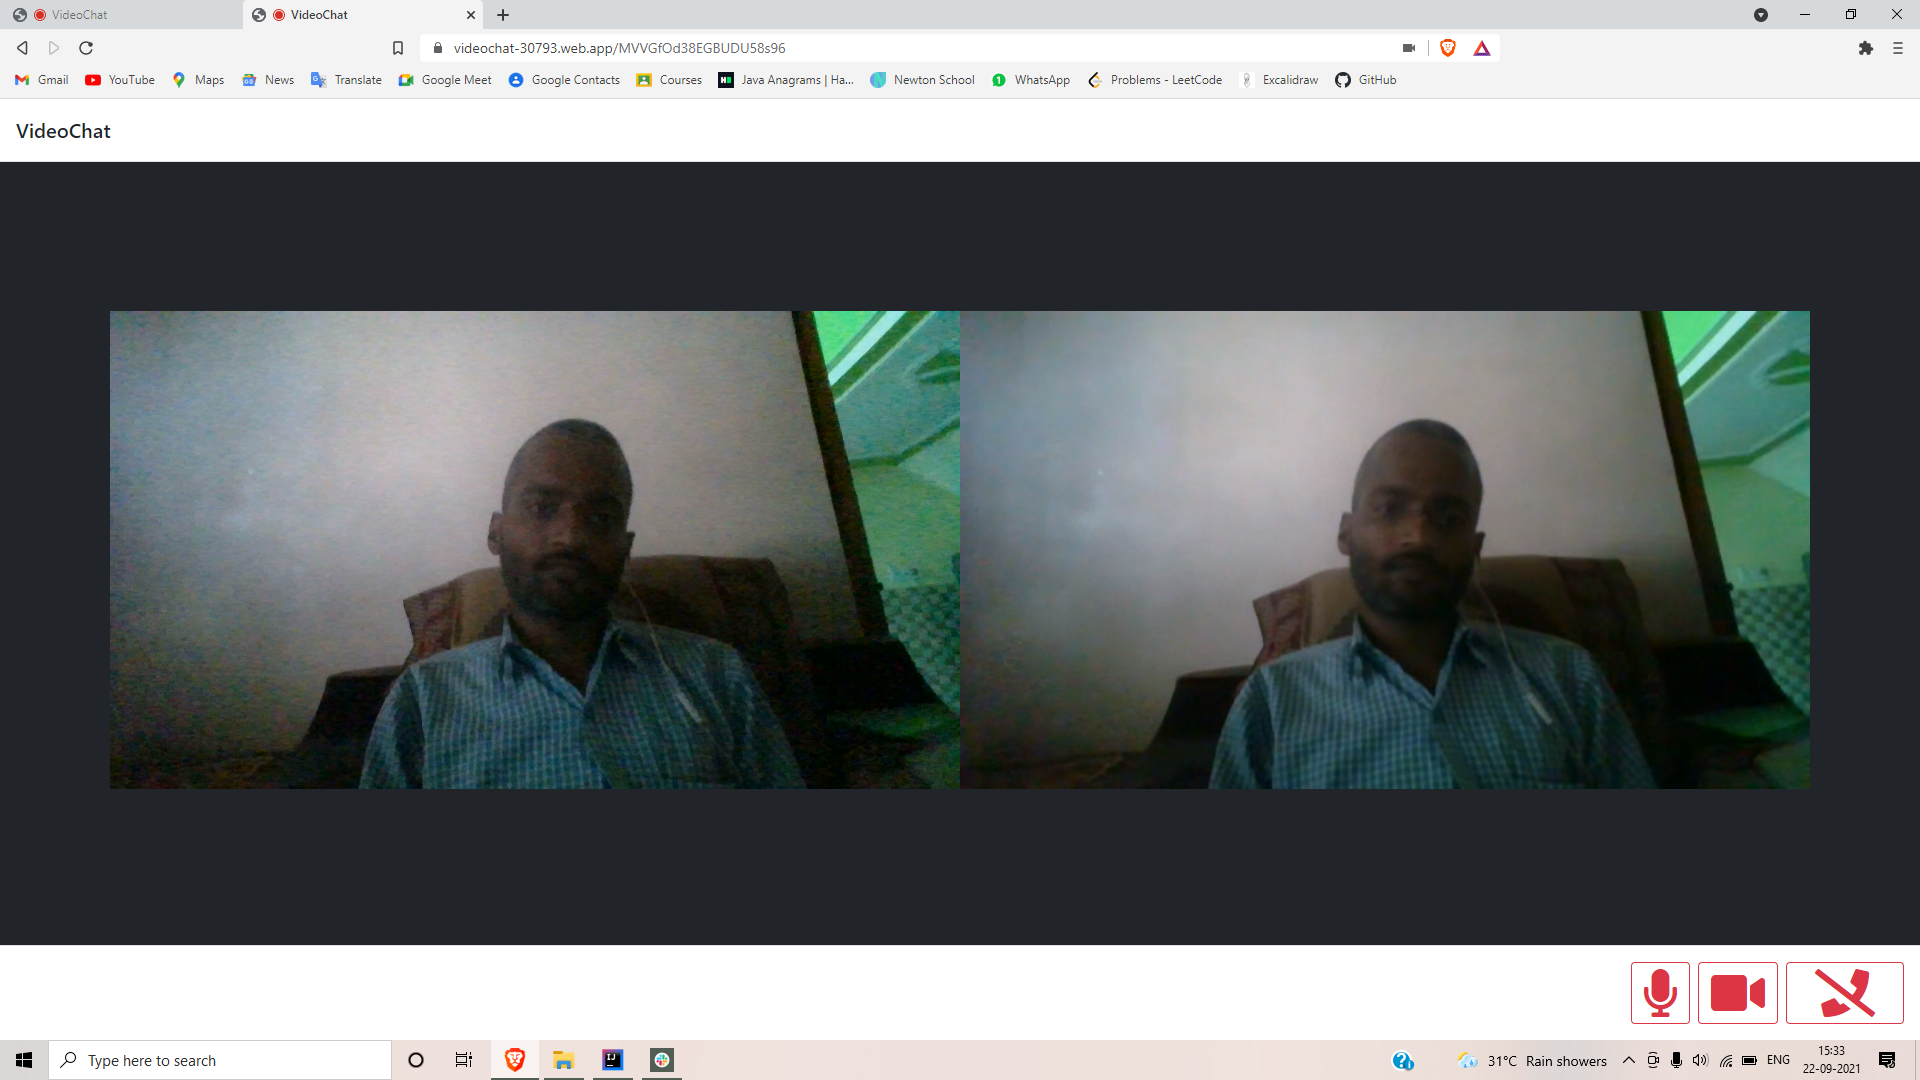 VideoChat
VideoChat
videochat-30793.web.app/MVVGfOd38EGBUDU58s96
Gmail YouTube Maps News Translate Google Meet Google Contacts Courses Java Anagrams | Ha... Newton School 1 WhatsApp Problems - LeetCode Excalidraw GitHub
VideoChat
Type here to search
IJ
31°C Rain showers
ENG
15:33
22-09-2021